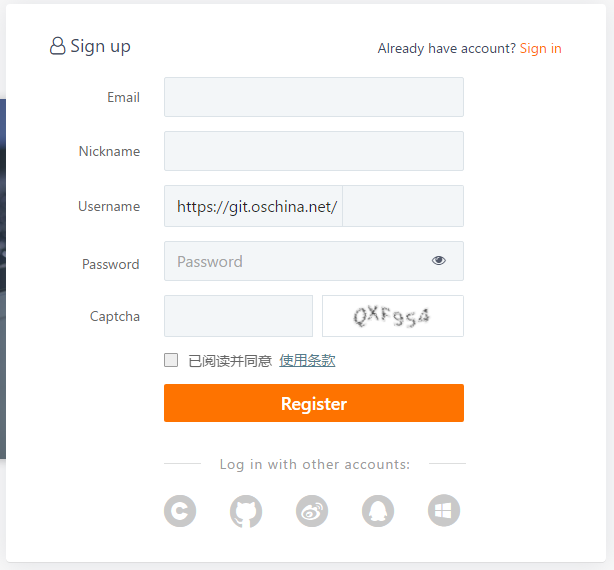 Sign up
Already have account? Sign in
Email
Nickname
Username
https://git.oschina.net/
Password
Password
Captcha
QXF954
已阅读并同意 使用条款
Register
Log in with other accounts: